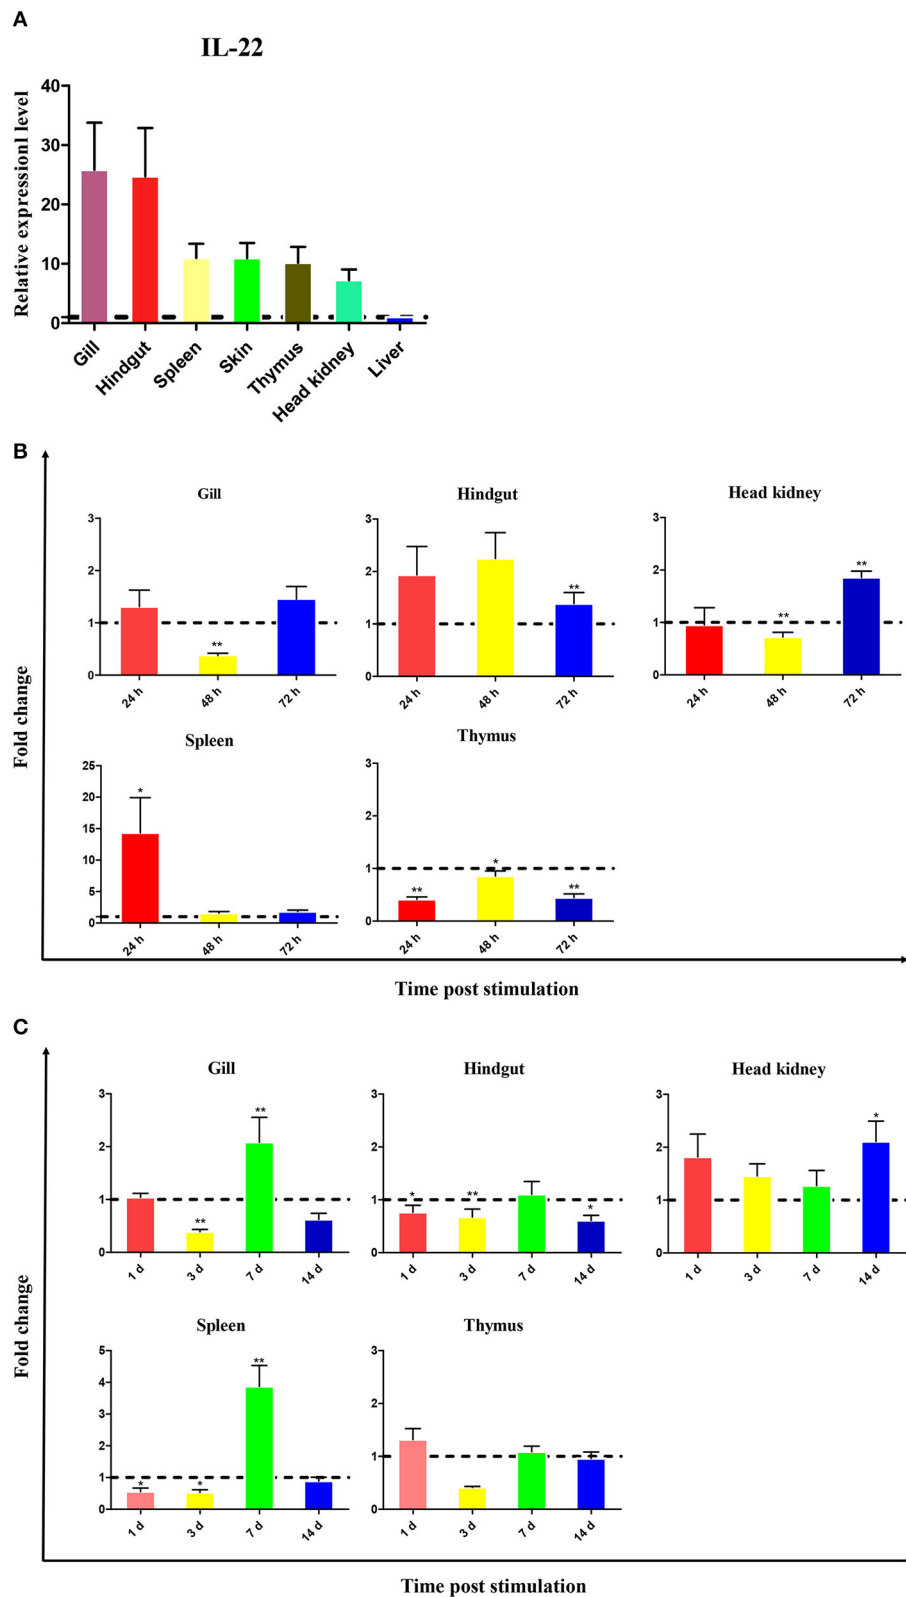 A
IL-22
Relative expressionl level
40
30
20
10
0
Gill
Hindgut
Spleen
Skin
Thymus
Head kidney
Liver
B
Fold change
Gill
3
2
1
0
24 h
48 h
72 h
**
Hindgut
3
2
1
0
24 h
48 h
72 h
**
Head kidney
3
2
1
0
24 h
48 h
72 h
**
**
Spleen
25
20
15
10
5
0
24 h
48 h
72 h
*
Thymus
3
2
1
0
24 h
48 h
72 h
**
*
**
Time post stimulation
C
Fold change
Gill
3
2
1
0
1 d
3 d
7 d
14 d
**
**
Hindgut
3
2
1
0
1 d
3 d
7 d
14 d
*
**
*
Head kidney
3
2
1
0
1 d
3 d
7 d
14 d
*
Spleen
5
4
3
2
1
0
1 d
3 d
7 d
14 d
*
*
**
Thymus
3
2
1
0
1 d
3 d
7 d
14 d
Time post stimulation